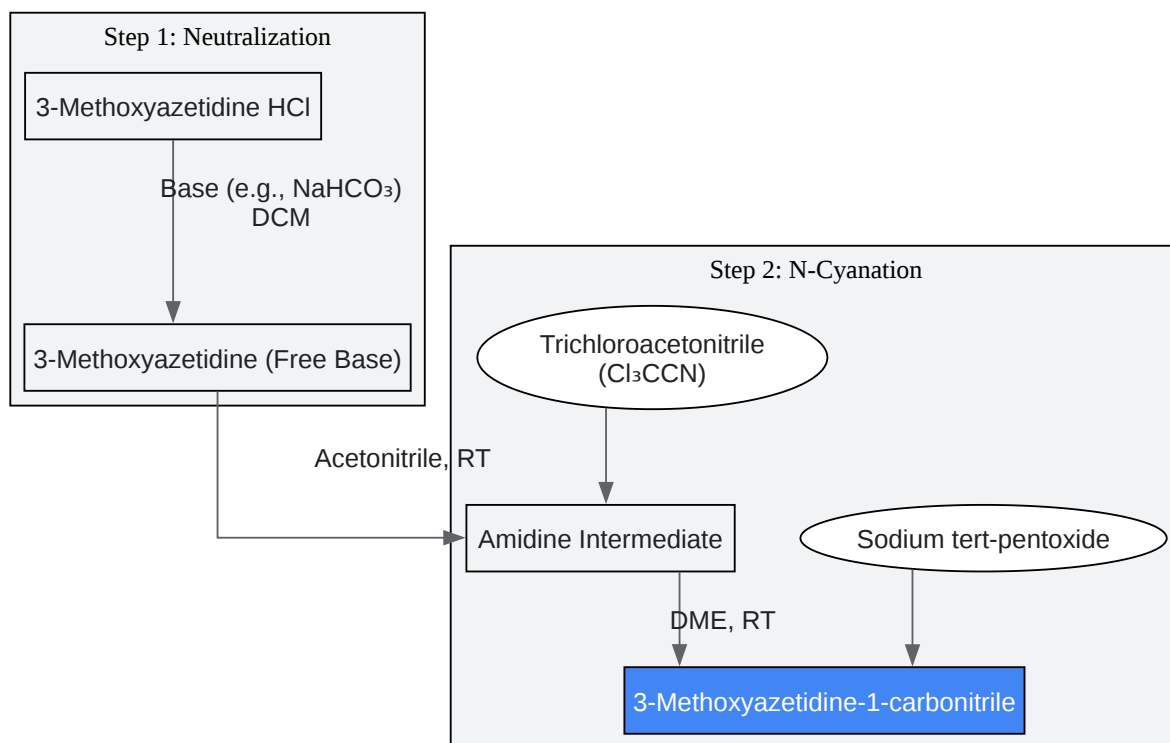 Step 1: Neutralization
3-Methoxyazetidine HCl
Base (e.g., NaHCO₃)
DCM
3-Methoxyazetidine (Free Base)
Step 2: N-Cyanation
Trichloroacetonitrile
(Cl₃CCN)
Acetonitrile, RT
Amidine Intermediate
Sodium tert-pentoxide
DME, RT
3-Methoxyazetidine-1-carbonitrile